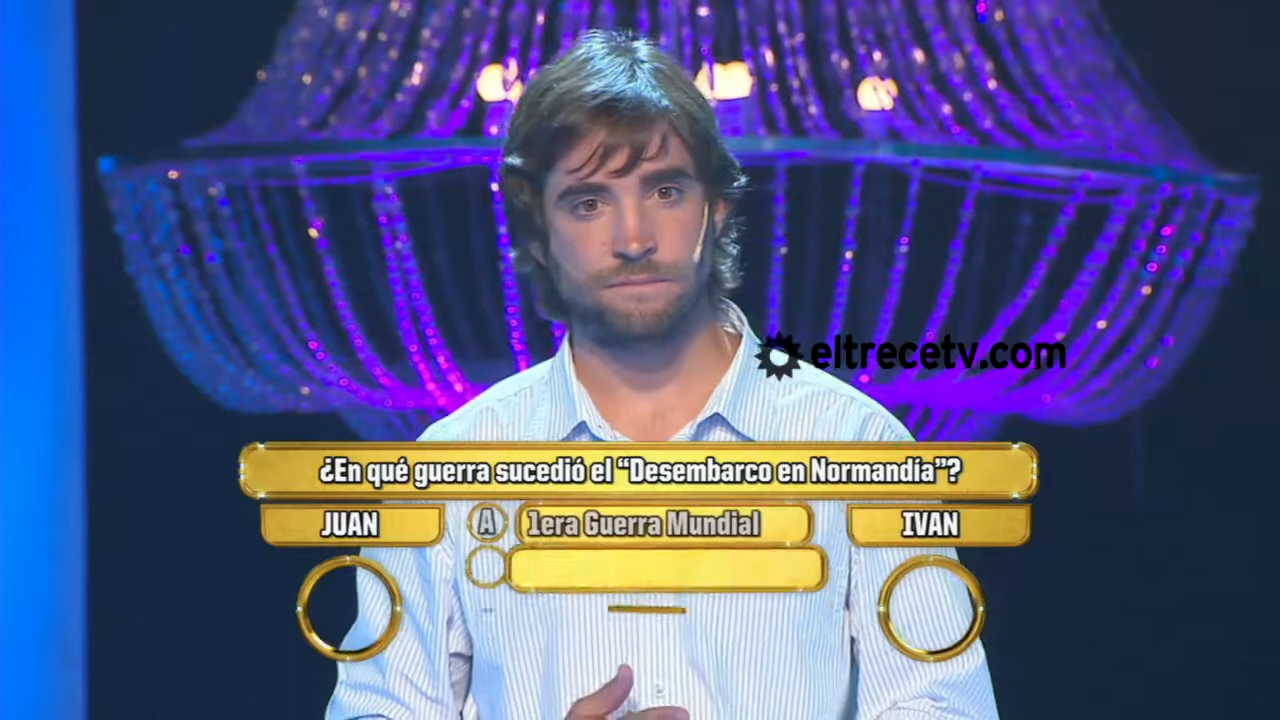 eltrecetv.com
¿En qué guerra sucedió el “Desembarco en Normandía”?
JUAN
A 1era Guerra Mundial
IVAN